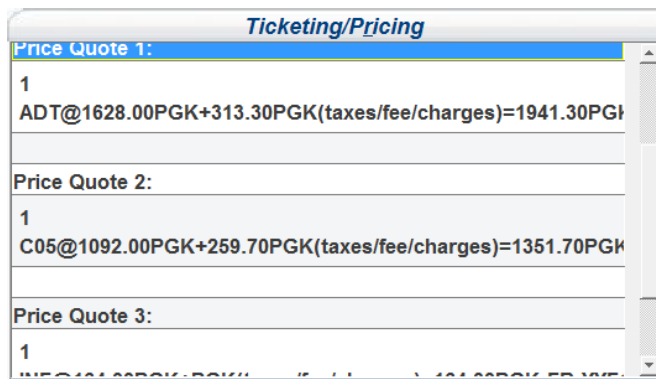 Ticketing/Pricing
Price Quote 1:
1
ADT@1628.00PGK+313.30PGK(taxes/fee/charges)=1941.30PGK
Price Quote 2:
1
C05@1092.00PGK+259.70PGK(taxes/fee/charges)=1351.70PGK
Price Quote 3:
1